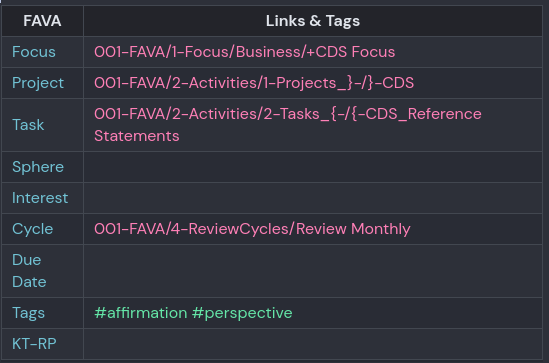 FAVA Links & Tags
Focus 001-FAVA/1-Focus/Business/+CDS Focus
Project 001-FAVA/2-Activities/1-Projects_}-/}-CDS
Task 001-FAVA/2-Activities/2-Tasks_{-/{-CDS_Reference
Statements
Sphere
Interest
Cycle 001-FAVA/4-ReviewCycles/Review Monthly
Due
Date
Tags #affirmation #perspective
KT-RP